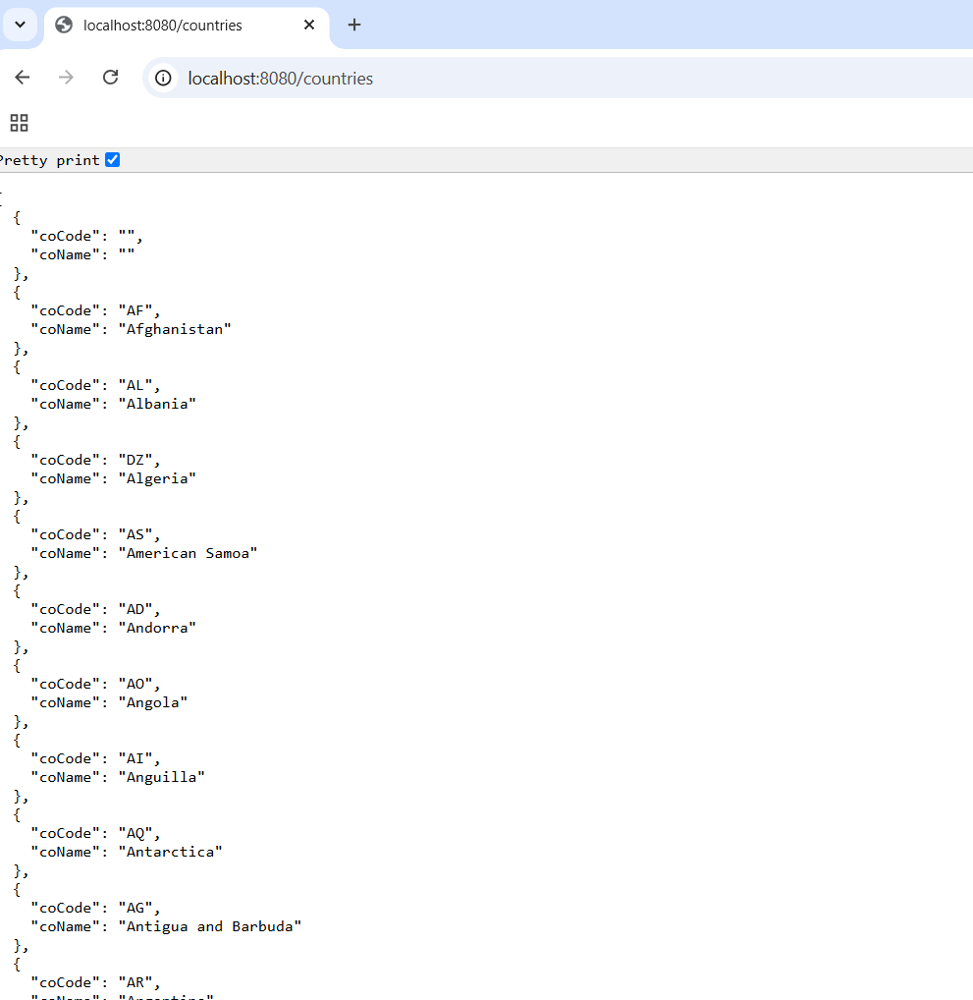 localhost:8080/countries
localhost:8080/countries
Pretty print
[
{
"coCode": "",
"coName": ""
},
{
"coCode": "AF",
"coName": "Afghanistan"
},
{
"coCode": "AL",
"coName": "Albania"
},
{
"coCode": "DZ",
"coName": "Algeria"
},
{
"coCode": "AS",
"coName": "American Samoa"
},
{
"coCode": "AD",
"coName": "Andorra"
},
{
"coCode": "AO",
"coName": "Angola"
},
{
"coCode": "AI",
"coName": "Anguilla"
},
{
"coCode": "AQ",
"coName": "Antarctica"
},
{
"coCode": "AG",
"coName": "Antigua and Barbuda"
},
{
"coCode": "AR",
"coName": "Argentina"